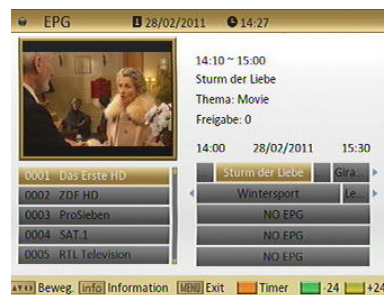 EPG 28/02/2011 14:27
14:10 ~ 15:00
Sturm der Liebe
Thema: Movie
Freigabe: 0
14:00 28/02/2011 15:30
0001 Das Erste HD ... Sturm der Liebe ... Gira...
0002 ZDF HD Wintersport Le...
0003 ProSieben NO EPG
0004 SAT.1 NO EPG
0005 RTL Television NO EPG
Beweg. info Information MENU Exit Timer -24 +24